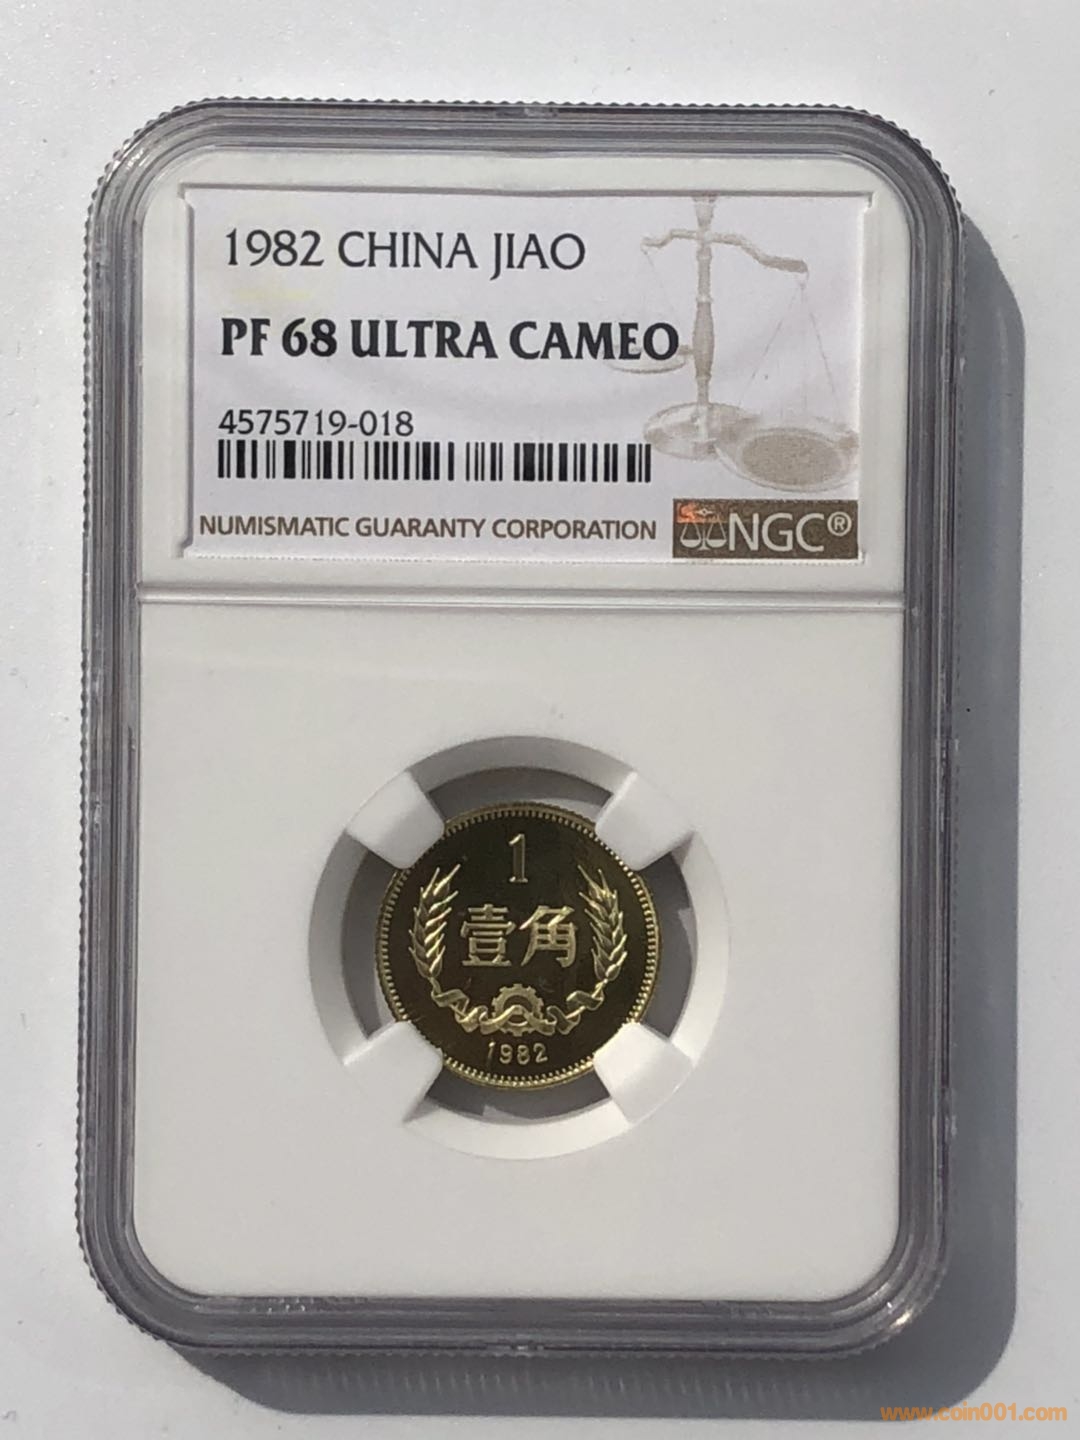 1982 CHINA JIAO
PF 68 ULTRA CAMEO
4575719-018
NUMISMATIC GUARANTY CORPORATION
NGC®
1
壹角
1982
www.coin001.com